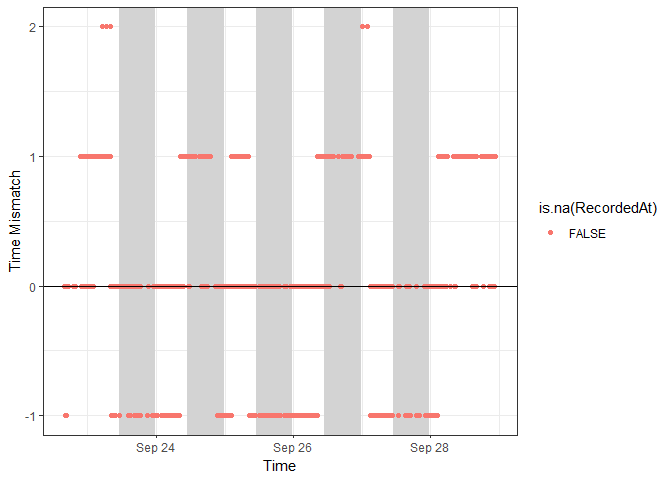 2
1
0
-1
Time Mismatch
Sep 24
Sep 26
Sep 28
Time
is.na(RecordedAt)
FALSE